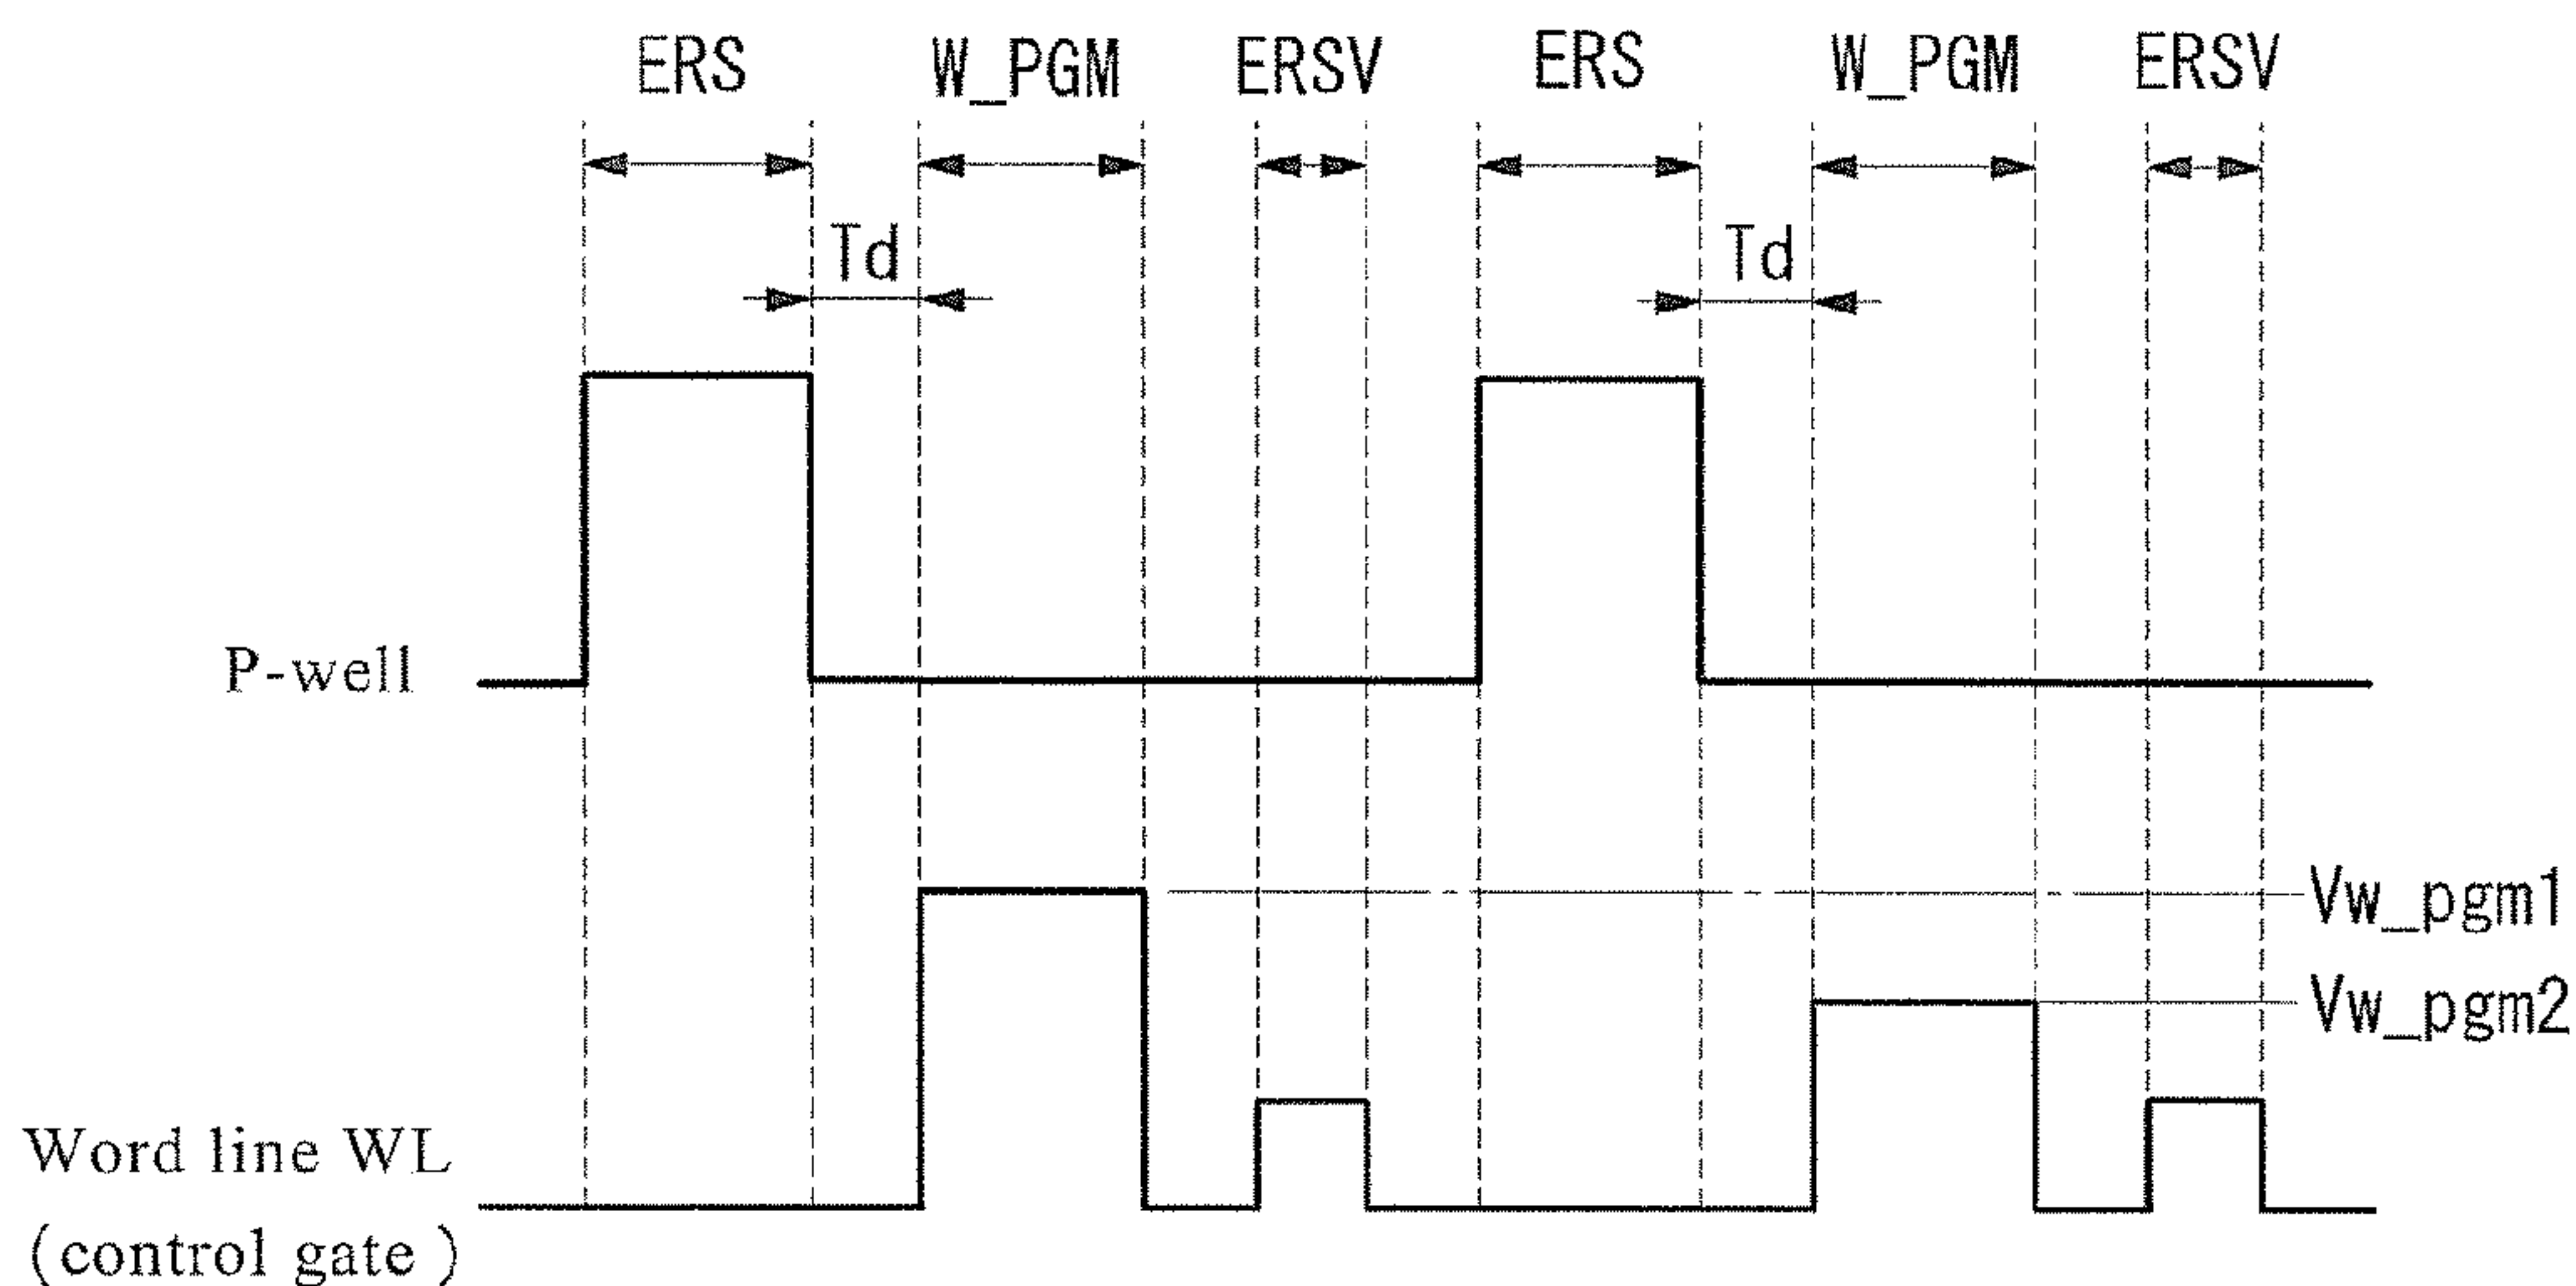 ERS W_PGM ERSV ERS W_PGM ERSV
Td Td
P-well
Vw_pgm1
Vw_pgm2
Word line WL
(control gate )